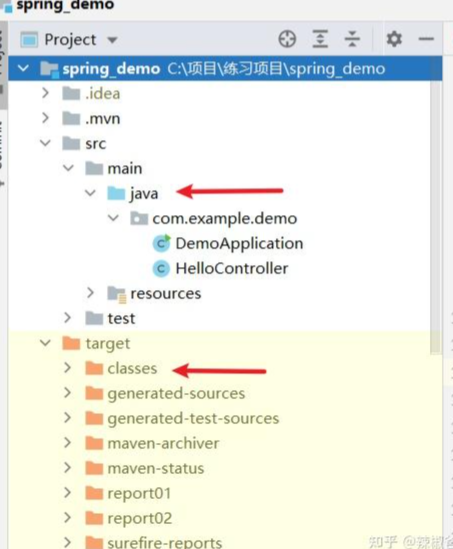 spring_demo
Project
spring_demo C:\项目\练习项目\spring_demo
.idea
.mvn
src
main
java
com.example.demo
DemoApplication
HelloController
resources
test
target
classes
generated-sources
generated-test-sources
maven-archiver
maven-status
report01
report02
surefire-reports
知乎 @辣椒